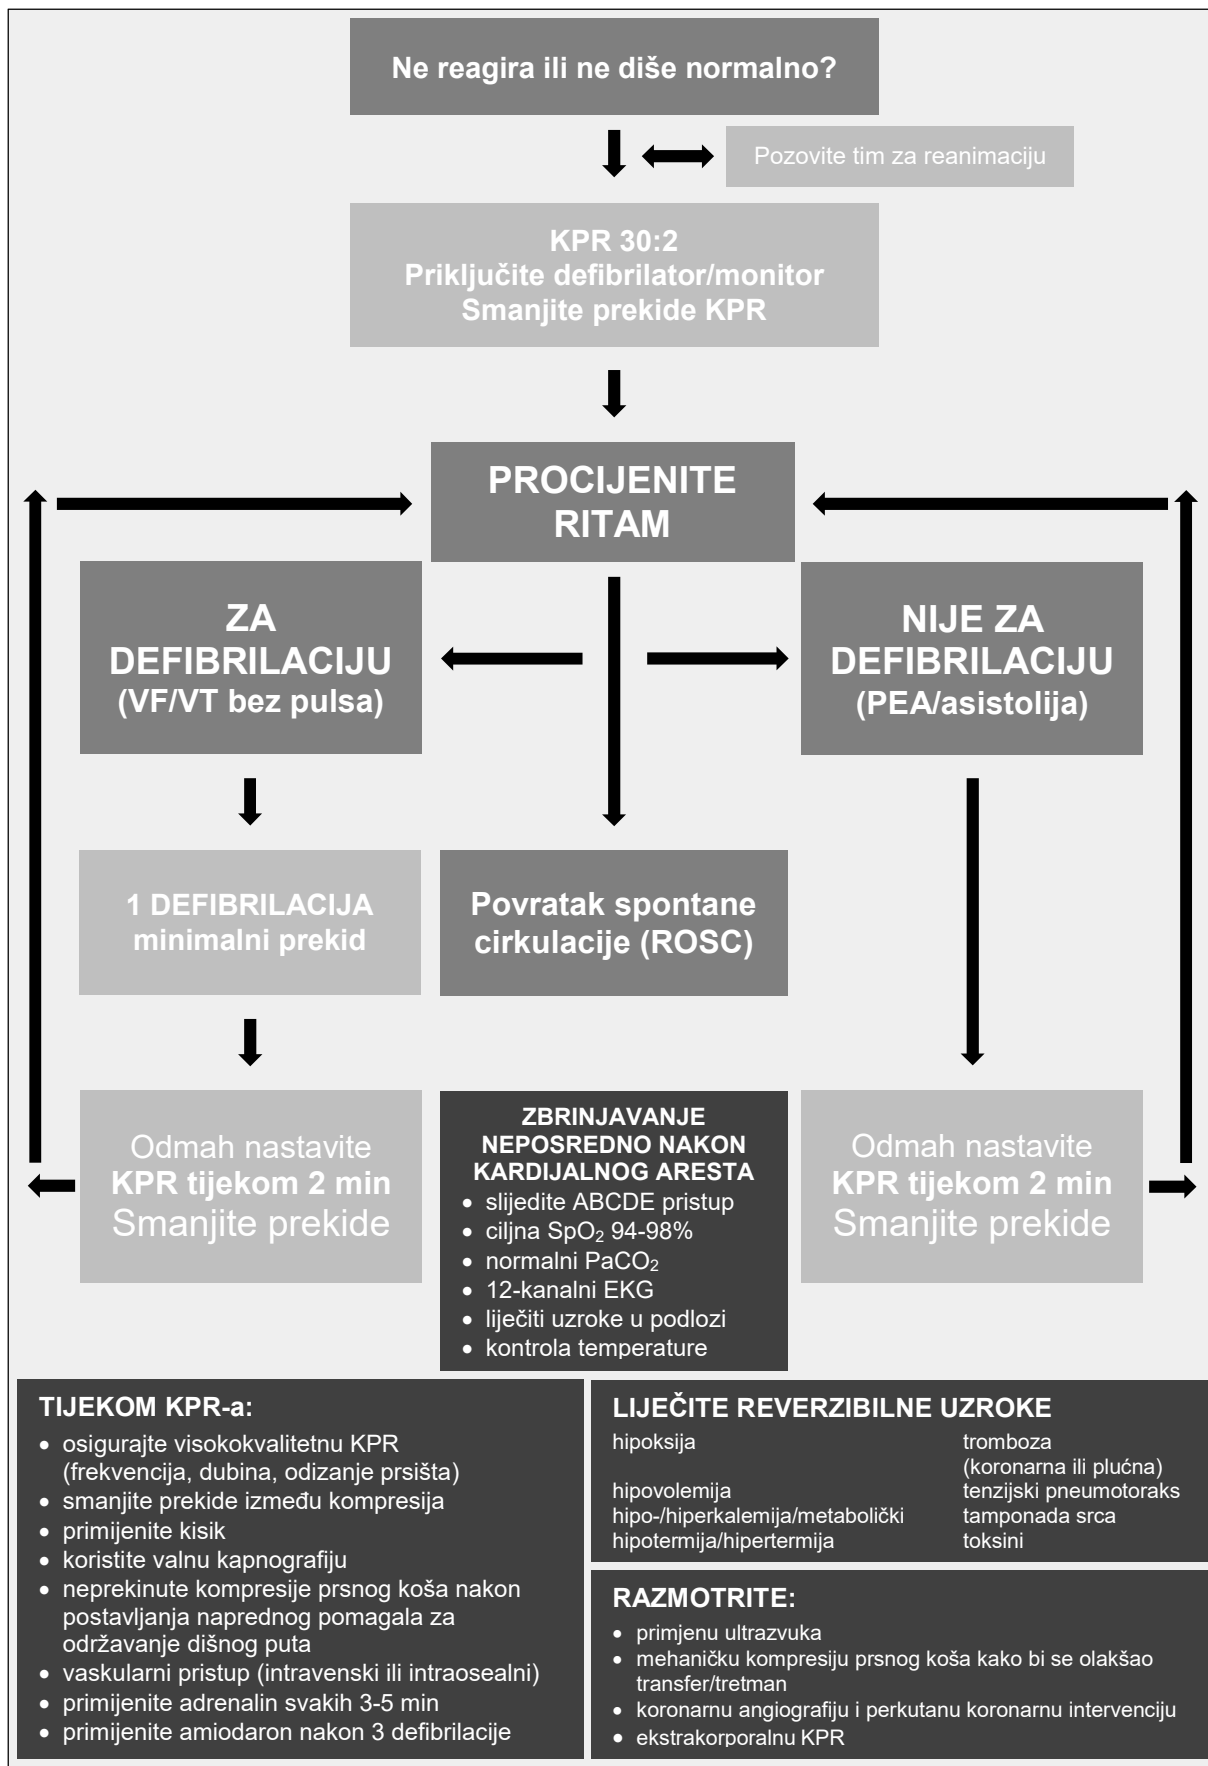 Ne reagira ili ne diše normalno?
Pozovite tim za reanimaciju
KPR 30:2
Priključite defibrilator/monitor
Smanjite prekide KPR
PROCIJENITE
RITAM
ZA
DEFIBRILACIJU
(VF/VT bez pulsa)
NIJE ZA
DEFIBRILACIJU
(PEA/asistolija)
1 DEFIBRILACIJA
minimalni prekid
Povratak spontane
cirkulacije (ROSC)
Odmah nastavite
KPR tijekom 2 min
Smanjite prekide
ZBRINJAVANJE
NEPOSREDNO NAKON
KARDIJALNOG ARESTA
• slijedite ABCDE pristup
• ciljna SpO₂ 94-98%
• normalni PaCO₂
• 12-kanalni EKG
• liječiti uzroke u podlozi
• kontrola temperature
Odmah nastavite
KPR tijekom 2 min
Smanjite prekide
TIJEKOM KPR-a:
• osigurajte visokokvalitetnu KPR
(frekvencija, dubina, odizanje prsišta)
• smanjite prekide između kompresija
• primijenite kisik
• koristite valnu kapnografiju
• neprekinute kompresije prsnog koša nakon
postavljanja naprednog pomagala za
održavanje dišnog puta
• vaskularni pristup (intravenski ili intraosealni)
• primijenite adrenalin svakih 3-5 min
• primijenite amiodaron nakon 3 defibrilacije
LIJEČITE REVERZIBILNE UZROKE
hipoksija
hipovolemija
hipo-/hiperkalemija/metabolički
hipotermija/hipertermija
tromboza
(koronarna ili plućna)
tenzijski pneumotoraks
tamponada srca
toksini
RAZMOTRITE:
• primjenu ultrazvuka
• mehaničku kompresiju prsnog koša kako bi se olakšao
transfer/tretman
• koronarnu angiografiju i perkutanu koronarnu intervenciju
• ekstrakorporalnu KPR